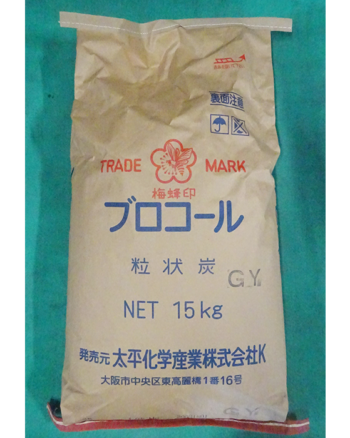 裏面注意
TRADE MARK
梅蜂印
ブロコール
粒状炭
GY
NET 15kg
発売元 太平化学産業株式会社K
大阪市中央区東高麗橋1番16号
GY